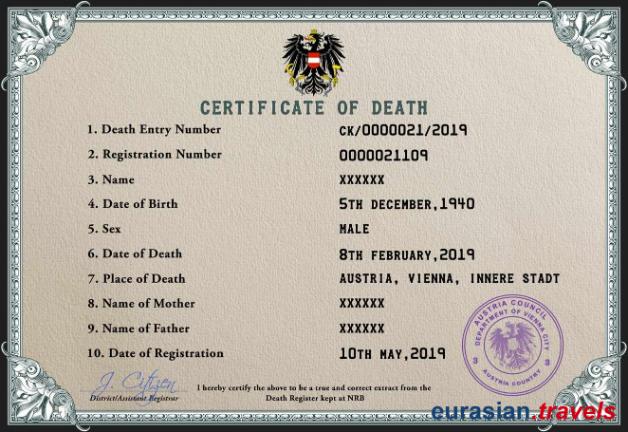 CERTIFICATE OF DEATH
1. Death Entry Number CK/0000021/2019
2. Registration Number 0000021109
3. Name XXXXXX
4. Date of Birth 5TH DECEMBER,1940
5. Sex MALE
6. Date of Death 8TH FEBRUARY,2019
7. Place of Death AUSTRIA, VIENNA, INNERE STADT
8. Name of Mother XXXXXX
9. Name of Father XXXXXX
10. Date of Registration 10TH MAY,2019
AUSTRIA COUNCIL
DEPARTMENT OF VIENNA CITY
3 3
AUSTRIA COUNTRY
J. Citizen
District/Assistant Registrar
I hereby certify the above to be a true and correct extract from the
Death Register kept at NRB
eurasian.travels